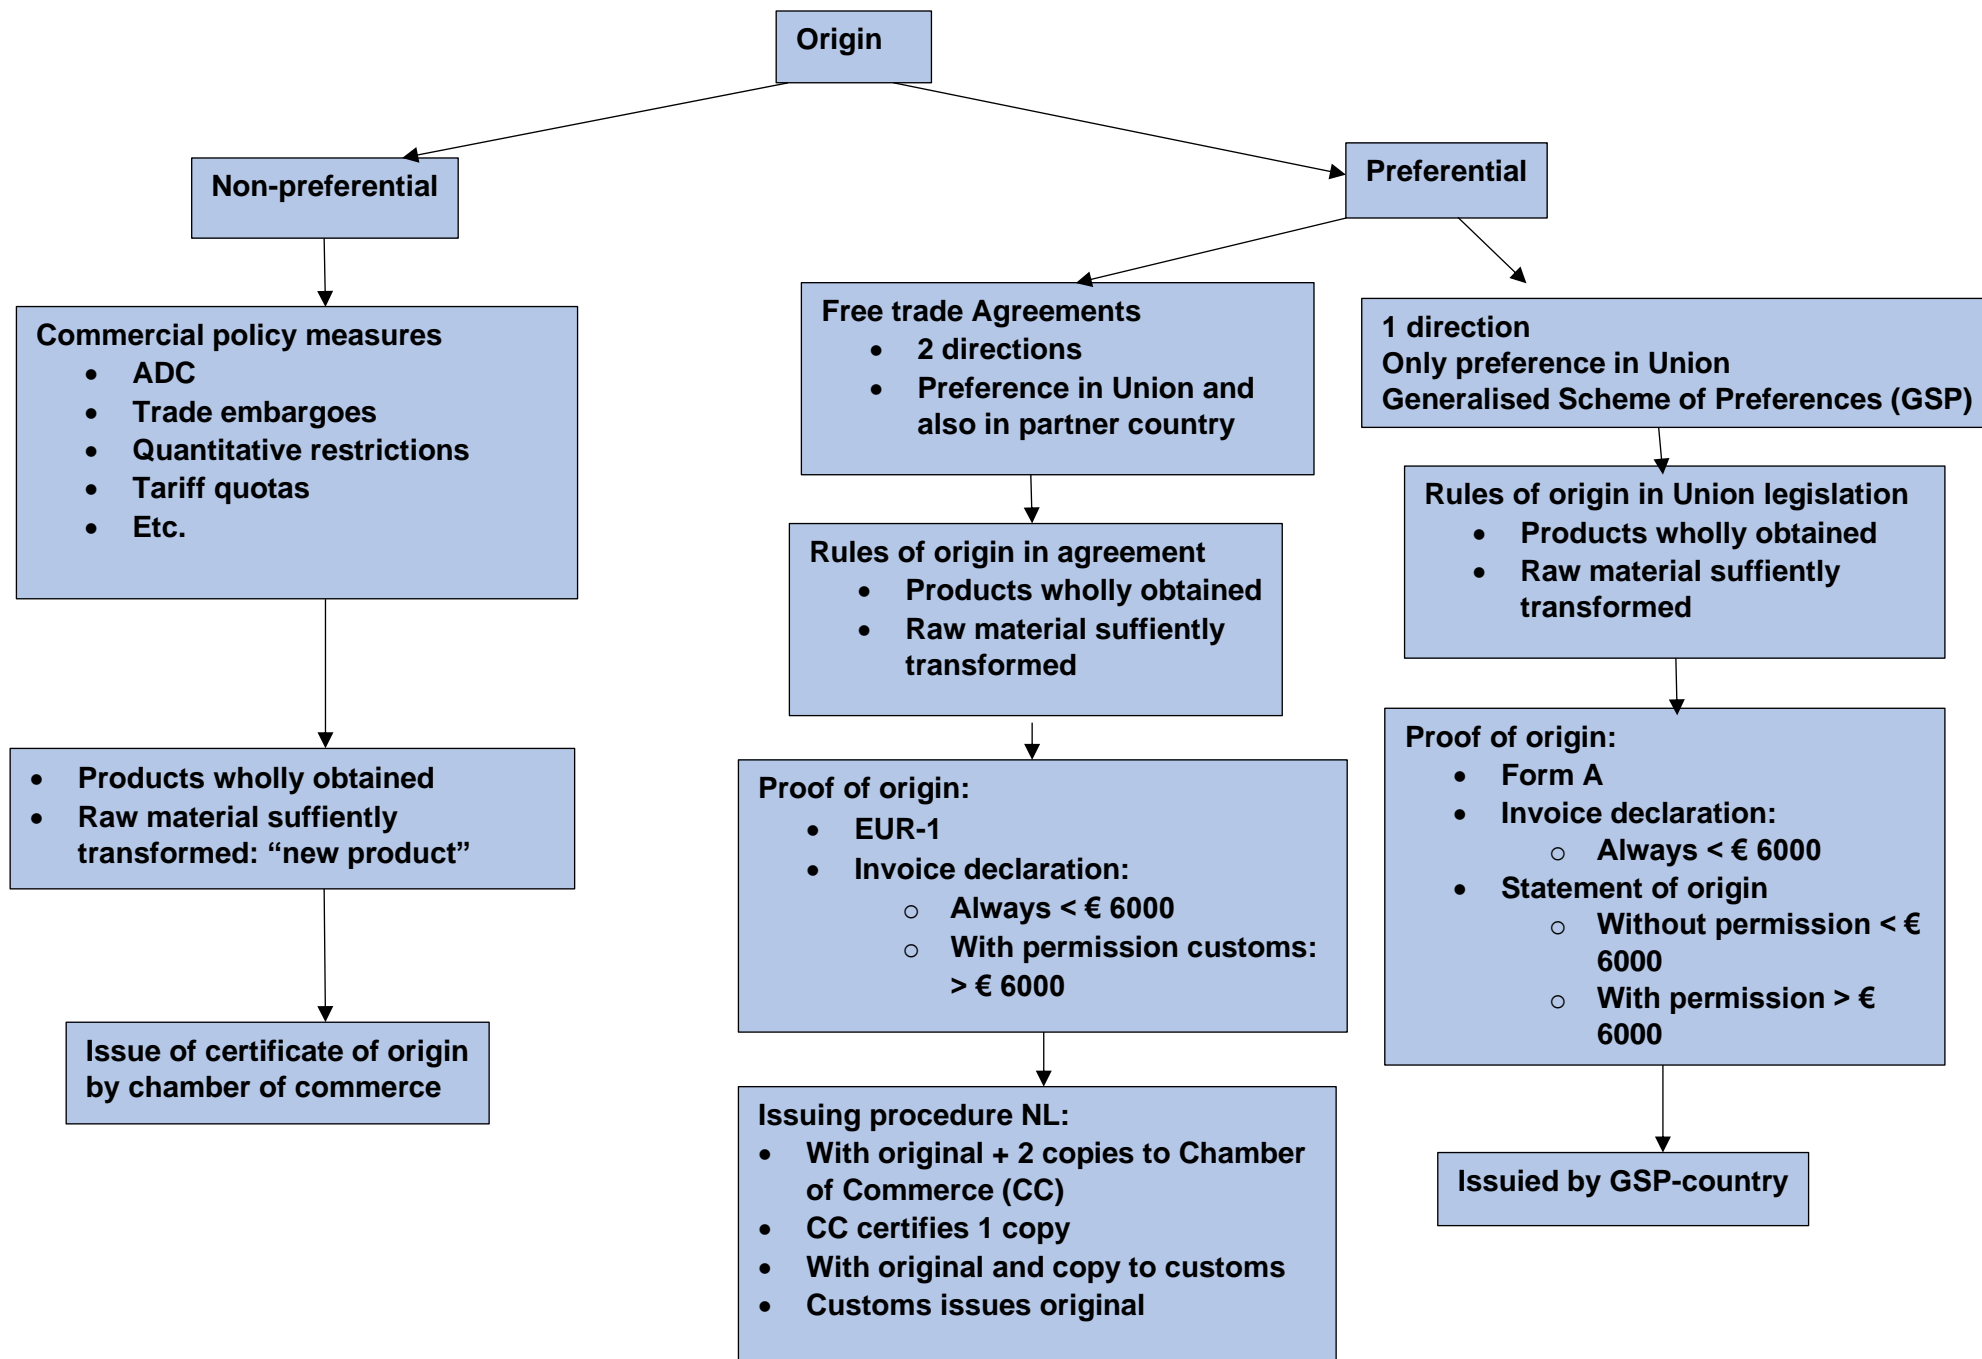 Origin
Non-preferential
Preferential
Commercial policy measures
• ADC
• Trade embargoes
• Quantitative restrictions
• Tariff quotas
• Etc.
• Products wholly obtained
• Raw material suffiently
transformed: “new product”
Issue of certificate of origin
by chamber of commerce
Free trade Agreements
• 2 directions
• Preference in Union and
also in partner country
Rules of origin in agreement
• Products wholly obtained
• Raw material suffiently
transformed
Proof of origin:
• EUR-1
• Invoice declaration:
o Always < € 6000
o With permission customs:
> € 6000
Issuing procedure NL:
• With original + 2 copies to Chamber
of Commerce (CC)
• CC certifies 1 copy
• With original and copy to customs
• Customs issues original
1 direction
Only preference in Union
Generalised Scheme of Preferences (GSP)
Rules of origin in Union legislation
• Products wholly obtained
• Raw material suffiently
transformed
Proof of origin:
• Form A
• Invoice declaration:
o Always < € 6000
• Statement of origin
o Without permission < €
6000
o With permission > €
6000
Issuied by GSP-country